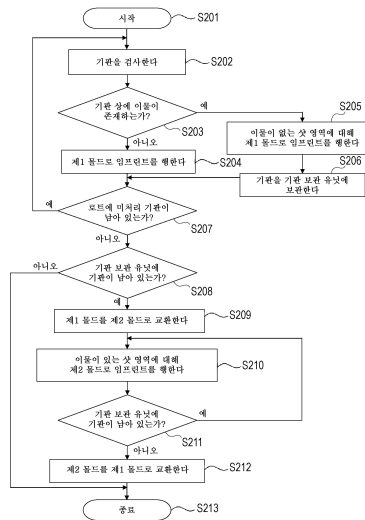 시작
S201
기판을 검사한다
S202
기판 상에 이물이
존재하는가?
S203
예
아니오
제1 몰드로 임프린트를 행한다
S204
S205
이물이 없는 샷 영역에 대해
제1 몰드로 임프린트를 행한다
S206
기판을 기판 보관 유닛에
보관한다
로트에 미처리 기판이
남아 있는가?
S207
예
아니오
기판 보관 유닛에
기판이 남아 있는가?
S208
아니오
예
제1 몰드를 제2 몰드로 교환한다
S209
이물이 있는 샷 영역에 대해
제2 몰드로 임프린트를 행한다
S210
기판 보관 유닛에
기판이 남아 있는가?
S211
예
아니오
제2 몰드를 제1 몰드로 교환한다
S212
종료
S213